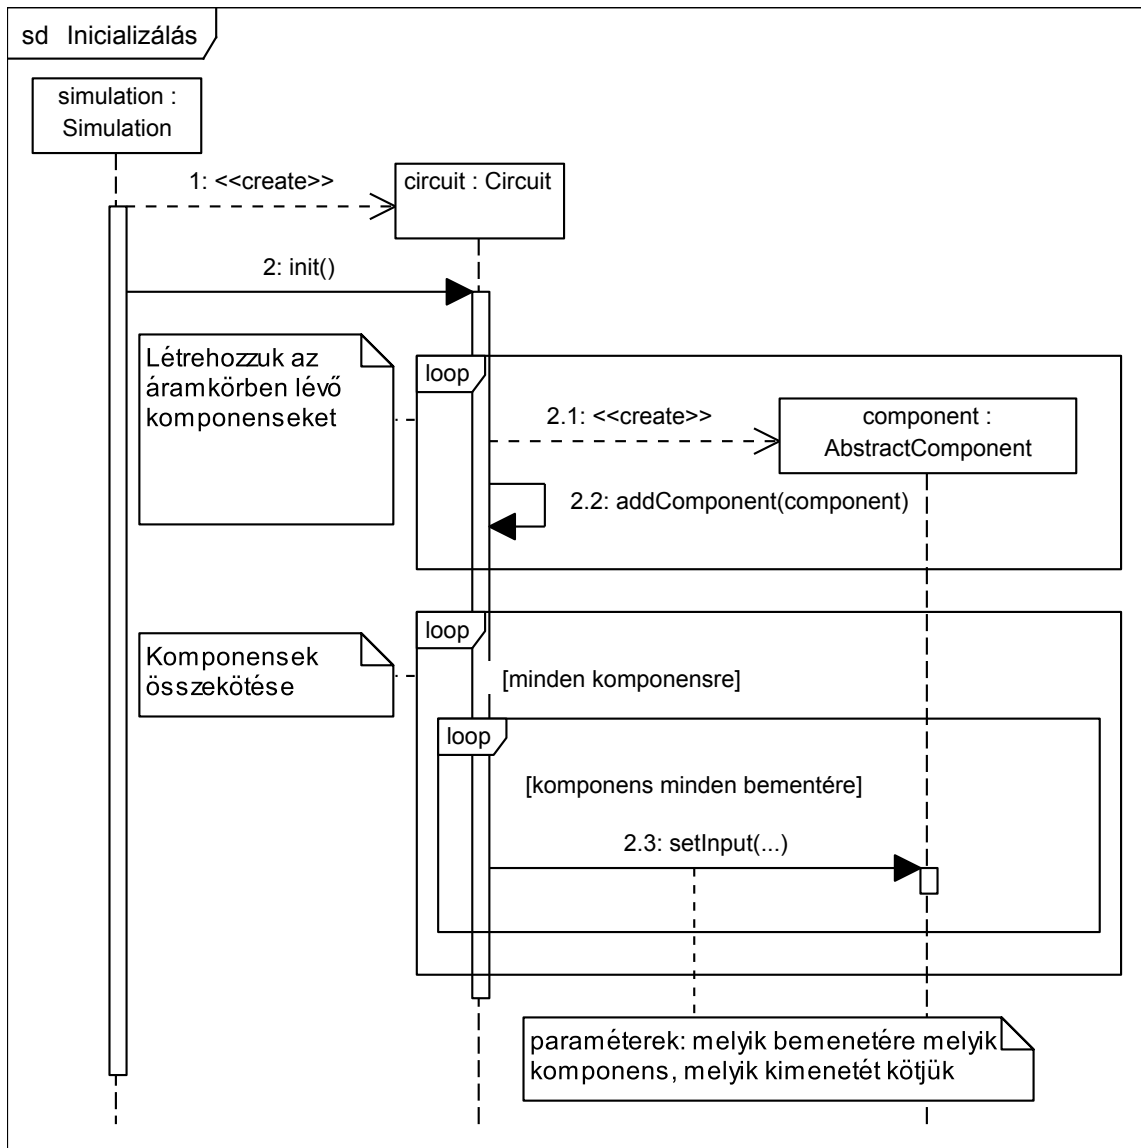 sd Inicializálás
simulation :
Simulation
1: <<create>>
circuit : Circuit
2: init()
Létrehozzuk az
áramkörben lévő
komponenseket
loop
2.1: <<create>>
component :
AbstractComponent
2.2: addComponent(component)
loop
Komponensek
összekötése
[minden komponensre]
loop
[komponens minden bementére]
2.3: setInput(...)
paraméterek: melyik bemenetére melyik
komponens, melyik kimenetét kötjük